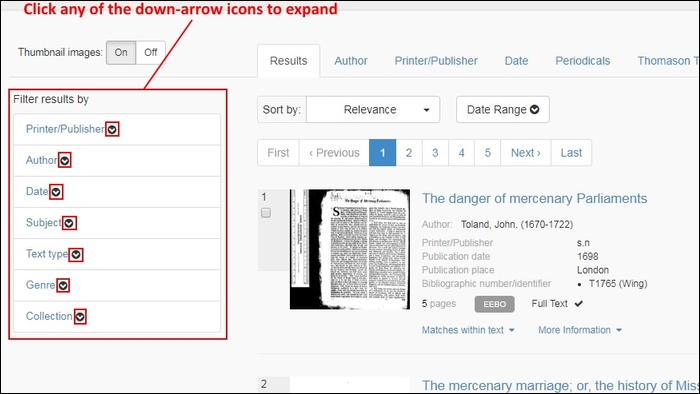 Click any of the down-arrow icons to expand
Thumbnail images: On Off
Filter results by
Printer/Publisher
Author
Date
Subject
Text type
Genre
Collection
Results Author Printer/Publisher Date Periodicals Thomason T
Sort by: Relevance Date Range
First ‹ Previous 1 2 3 4 5 Next › Last
1
The danger of mercenary Parliaments
Author: Toland, John. (1670-1722)
Printer/Publisher s.n
Publication date 1698
Publication place London
Bibliographic number/identifier • T1765 (Wing)
5 pages EEBO Full Text ✓
Matches within text More Information
2
The mercenary marriage; or, the history of Miss